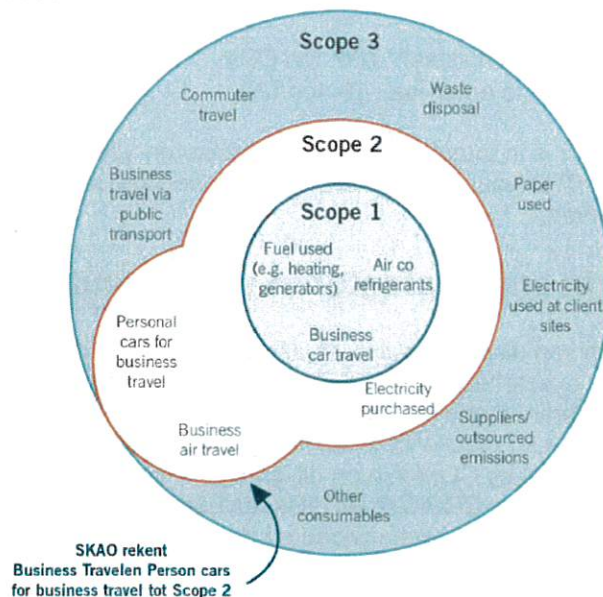 Scope 3
Commuter
travel
Waste
disposal
Scope 2
Business
travel via
public
transport
Paper
used
Scope 1
Fuel used
(e.g. heating,
generators)
Air co
refrigerants
Electricity
used at client
sites
Personal
cars for
business
travel
Business
car travel
Electricity
purchased
Business
air travel
Suppliers/
outsourced
emissions
Other
consumables
SKAO rekent
Business Travelen Person cars
for business travel tot Scope 2